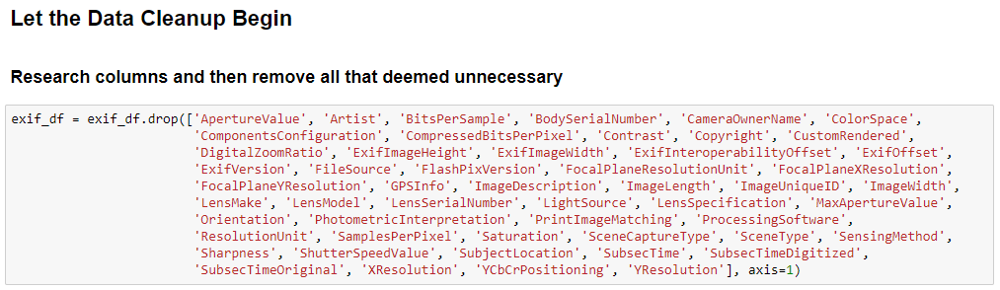 Let the Data Cleanup Begin
Research columns and then remove all that deemed unnecessary
exif_df = exif_df.drop(['ApertureValue', 'Artist', 'BitsPerSample', 'BodySerialNumber', 'CameraOwnerName', 'ColorSpace',
'ComponentsConfiguration', 'CompressedBitsPerPixel', 'Contrast', 'Copyright', 'CustomRendered',
'DigitalZoomRatio', 'ExifImageHeight', 'ExifImageWidth', 'ExifInteroperabilityOffset', 'ExifOffset',
'ExifVersion', 'FileSource', 'FlashPixVersion', 'FocalPlaneResolutionUnit', 'FocalPlaneXResolution',
'FocalPlaneYResolution', 'GPSInfo', 'ImageDescription', 'ImageLength', 'ImageUniqueID', 'ImageWidth',
'LensMake', 'LensModel', 'LensSerialNumber', 'LightSource', 'LensSpecification', 'MaxApertureValue',
'Orientation', 'PhotometricInterpretation', 'PrintImageMatching', 'ProcessingSoftware',
'ResolutionUnit', 'SamplesPerPixel', 'Saturation', 'SceneCaptureType', 'SceneType', 'SensingMethod',
'Sharpness', 'ShutterSpeedValue', 'SubjectLocation', 'SubsecTime', 'SubsecTimeDigitized',
'SubsecTimeOriginal', 'XResolution', 'YCbCrPositioning', 'YResolution'], axis=1)